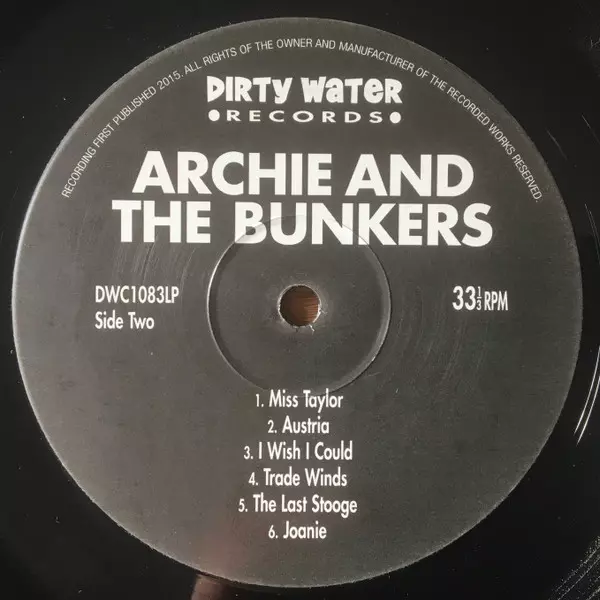 RECORDING FIRST PUBLISHED 2015. ALL RIGHTS OF THE OWNER AND MANUFACTURER OF THE RECORDED WORKS RESERVED.
DIRTY WATER
•RECORDS•
ARCHIE AND
THE BUNKERS
DWC1083LP
Side Two
33⅓ RPM
1. Miss Taylor
2. Austria
3. I Wish I Could
4. Trade Winds
5. The Last Stooge
6. Joanie